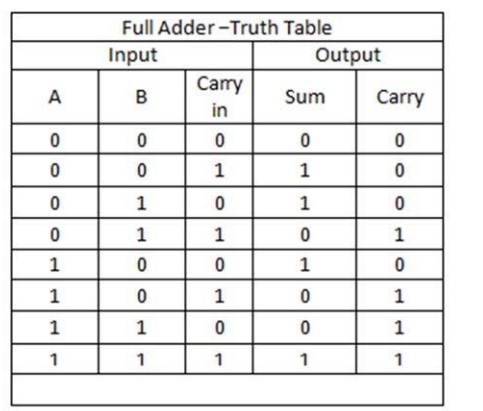 Full Adder –Truth Table
Input Output
A B Carry in Sum Carry
0 0 0 0 0
0 0 1 1 0
0 1 0 1 0
0 1 1 0 1
1 0 0 1 0
1 0 1 0 1
1 1 0 0 1
1 1 1 1 1